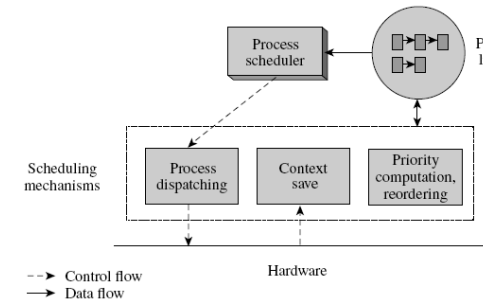 Process
scheduler
P
Scheduling
mechanisms
Process
dispatching
Context
save
Priority
computation,
reordering
Control flow
Data flow
Hardware